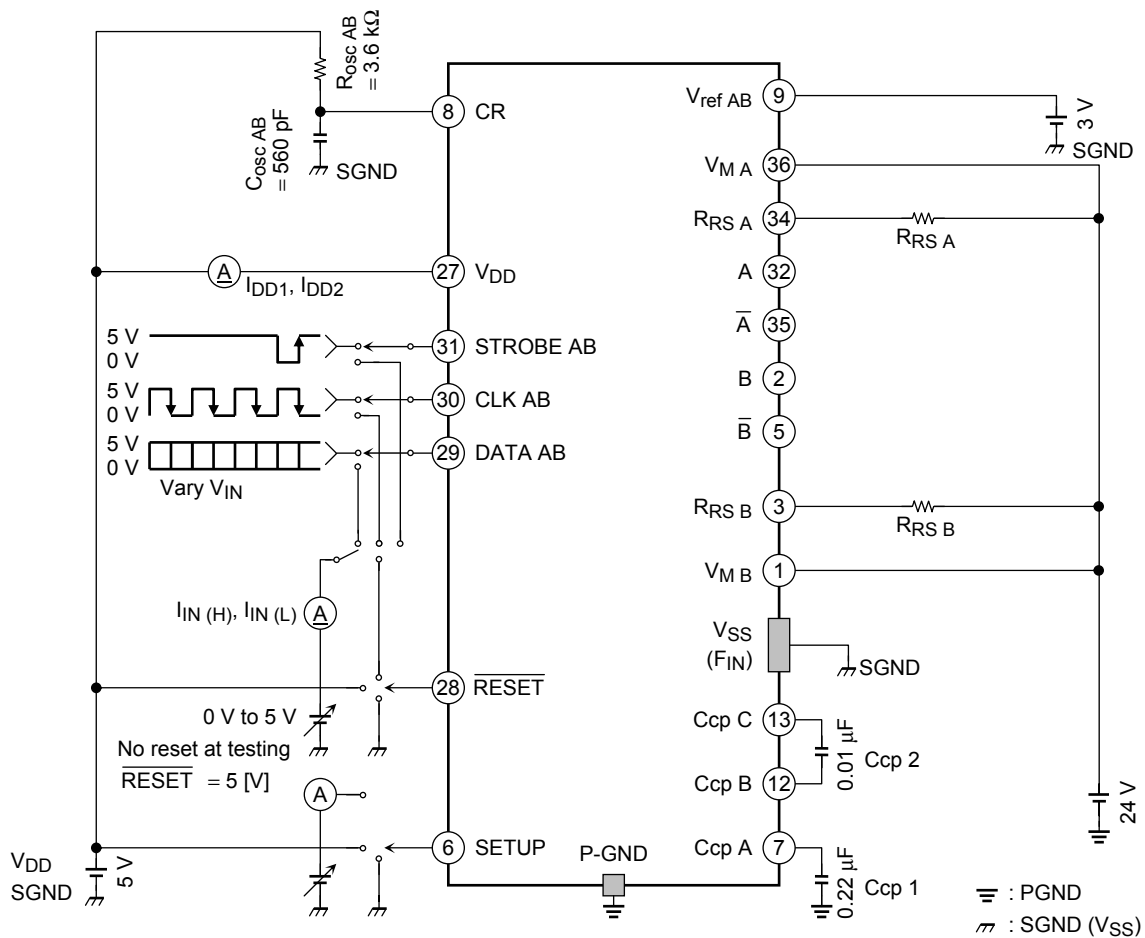 Rosc AB
= 3.6 kΩ
Cosc AB
= 560 pF
SGND
8
CR
Vref AB
9
3 V
SGND
VM A
36
RRS A
34
RRS A
A
32
A̅
35
B
2
B̅
5
RRS B
3
RRS B
VM B
1
VSS
(FIN)
SGND
Ccp C
13
Ccp B
12
0.01 μF
Ccp 2
Ccp A
7
0.22 μF
Ccp 1
24 V
A
IDD1, IDD2
27
VDD
5 V
0 V
31
STROBE AB
5 V
0 V
30
CLK AB
5 V
0 V
29
DATA AB
Vary VIN
IIN (H), IIN (L)
A
28
R̅E̅S̅E̅T̅
0 V to 5 V
No reset at testing
R̅E̅S̅E̅T̅ = 5 [V]
A
6
SETUP
VDD
SGND
5 V
P-GND
: PGND
: SGND (VSS)